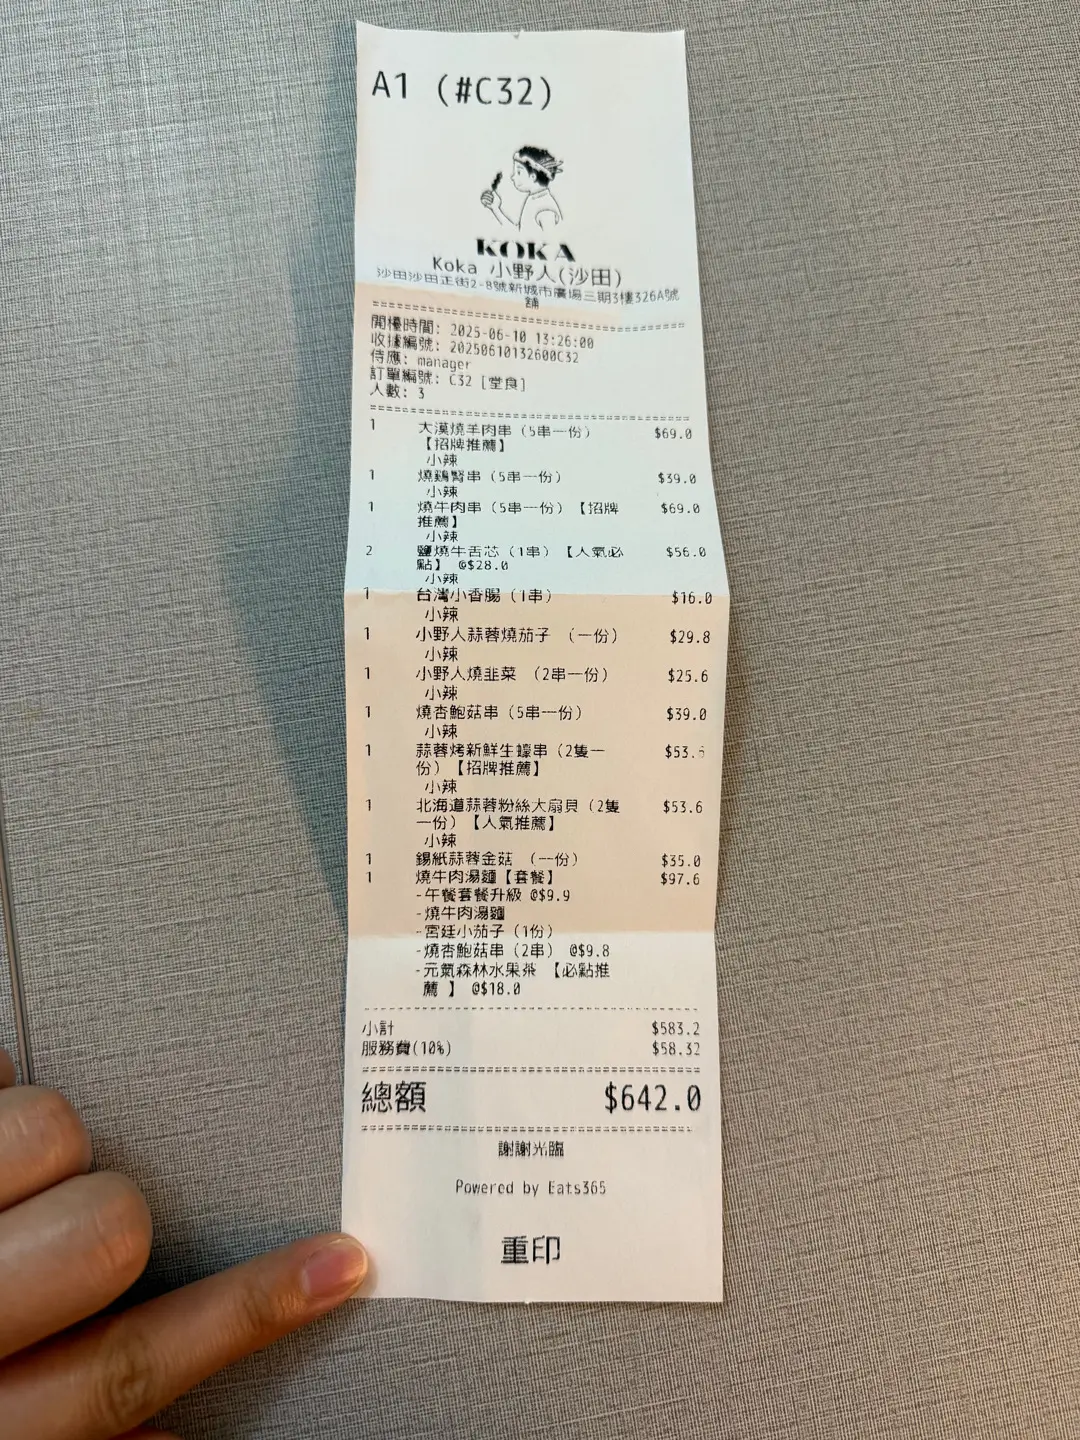 A1 (#C32)
KOKA
Koka 小野人(沙田)
沙田沙田正街2-8號新城市廣場三期3樓326A號
舖
開檯時間: 2025-06-10 13:26:00
收據編號: 20250610132600C32
侍應: manager
訂單編號: C32 [堂食]
人數: 3
1 大漠燒羊肉串 (5串一份) $69.0
【招牌推薦】
小辣
1 燒鷄腎串 (5串一份) $39.0
小辣
1 燒牛肉串 (5串一份) 【招牌 $69.0
推薦】
小辣
2 鹽燒牛舌芯 (1串) 【人氣必 $56.0
點】 @$28.0
小辣
1 台灣小香腸 (1串) $16.0
小辣
1 小野人蒜蓉燒茄子 (一份) $29.8
小辣
1 小野人燒韭菜 (2串一份) $25.6
小辣
1 燒杏鮑菇串 (5串一份) $39.0
小辣
1 蒜蓉烤新鮮生蠔串 (2隻一 $53.6
份) 【招牌推薦】
小辣
1 北海道蒜蓉粉絲大扇貝 (2隻 $53.6
一份) 【人氣推薦】
小辣
1 錫紙蒜蓉金菇 (一份) $35.0
1 燒牛肉湯麵【套餐】 $97.6
-午餐套餐升級 @$9.9
-燒牛肉湯麵
-宮廷小茄子 (1份)
-燒杏鮑菇串 (2串) @$9.8
-元氣森林水果茶 【必點推
薦 】 @$18.0
小計 $583.2
服務費(10%) $58.32
總額 $642.0
謝謝光臨
Powered by Eats365
重印